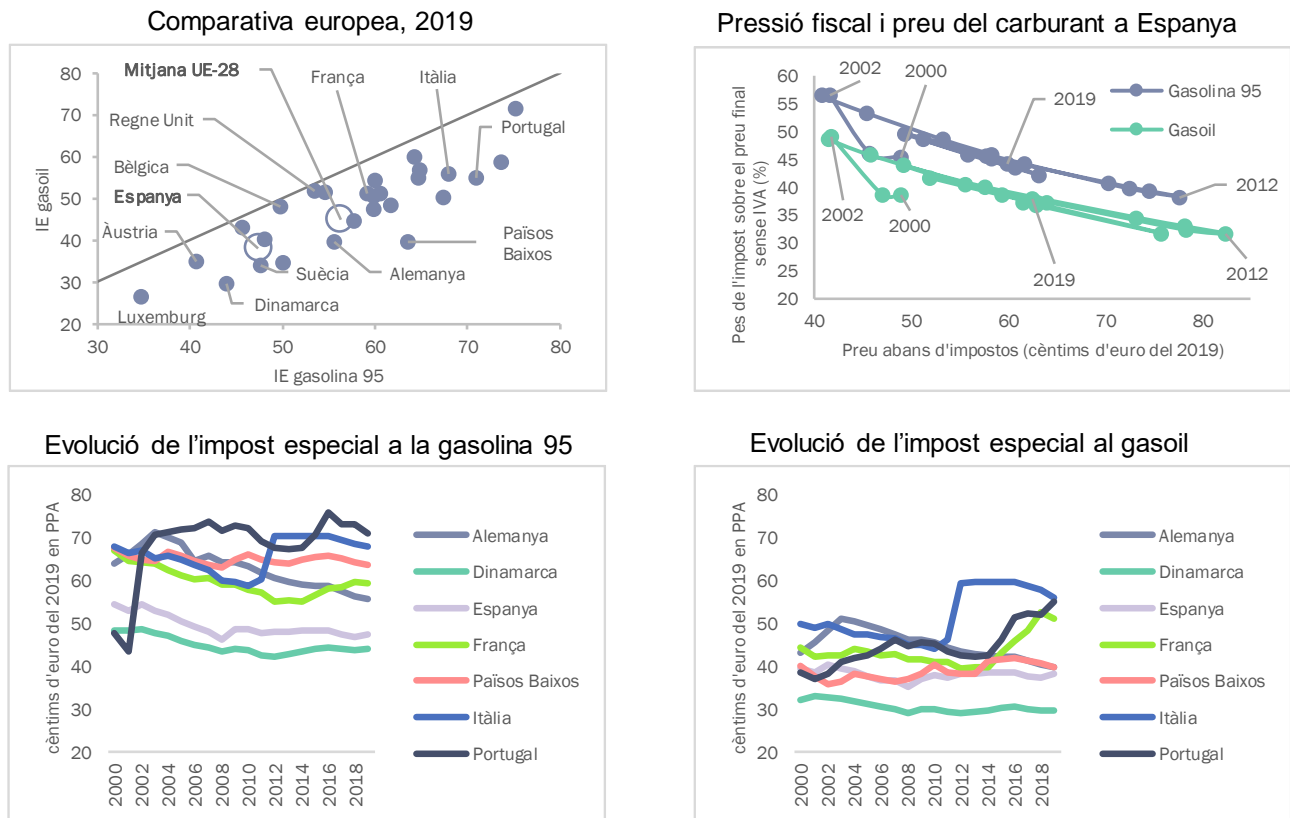 Comparativa europea, 2019
80
70
60
50
40
30
20
30
40
50
60
70
80
IE gasoil
IE gasolina 95
Mitjana UE-28
França
Itàlia
Regne Unit
Portugal
Bèlgica
Espanya
Àustria
Països
Baixos
Suècia
Alemanya
Dinamarca
Luxemburg
Pressió fiscal i preu del carburant a Espanya
60
55
50
45
40
35
30
25
20
40
50
60
70
80
Pes de l'impost sobre el preu final
sense IVA (%)
Preu abans d'impostos (cèntims d'euro del 2019)
2002
2000
2019
2012
2002
2000
2019
2012
Gasolina 95
Gasoil
Evolució de l'impost especial a la gasolina 95
cèntims d'euro del 2019 en PPA
80
70
60
50
40
30
20
2000
2002
2004
2006
2008
2010
2012
2014
2016
2018
Alemanya
Dinamarca
Espanya
França
Països Baixos
Itàlia
Portugal
Evolució de l'impost especial al gasoil
cèntims d'euro del 2019 en PPA
80
70
60
50
40
30
20
2000
2002
2004
2006
2008
2010
2012
2014
2016
2018
Alemanya
Dinamarca
Espanya
França
Països Baixos
Itàlia
Portugal